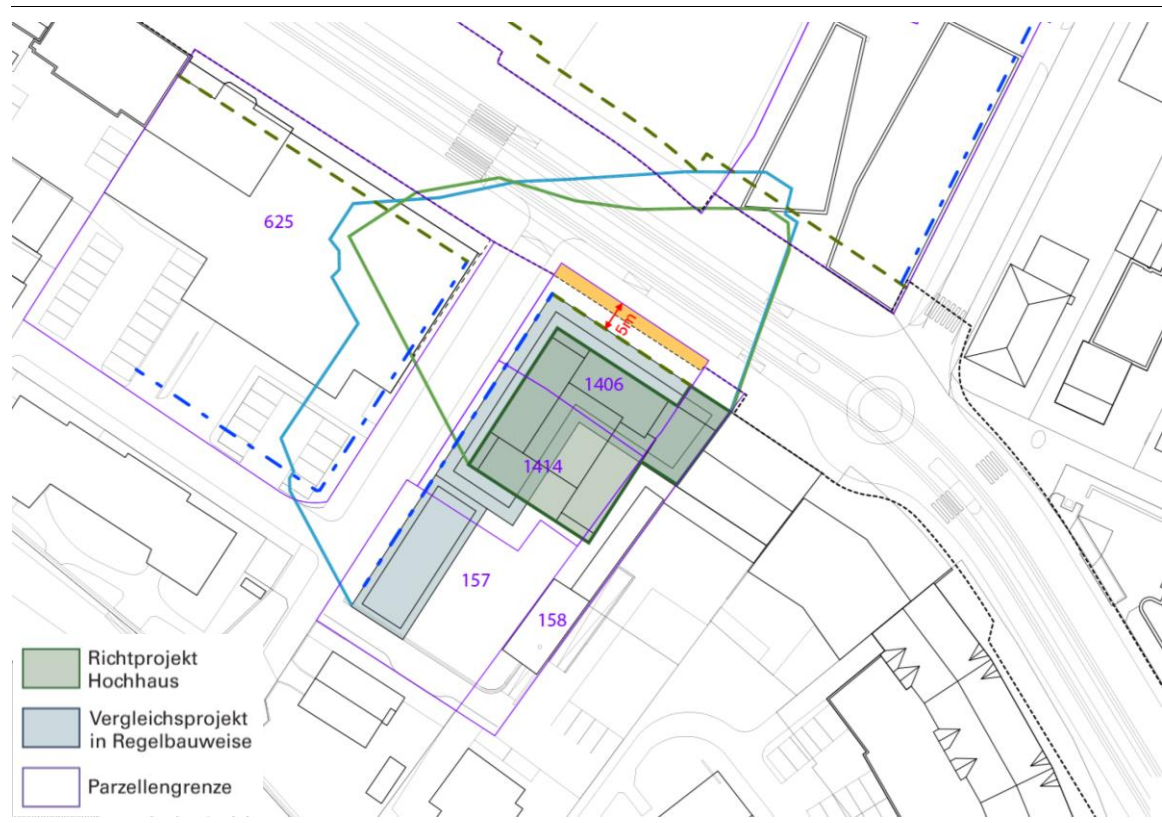 625
5m
1406
1414
157
158
Richtprojekt
Hochhaus
Vergleichsprojekt
in Regelbauweise
Parzellengrenze